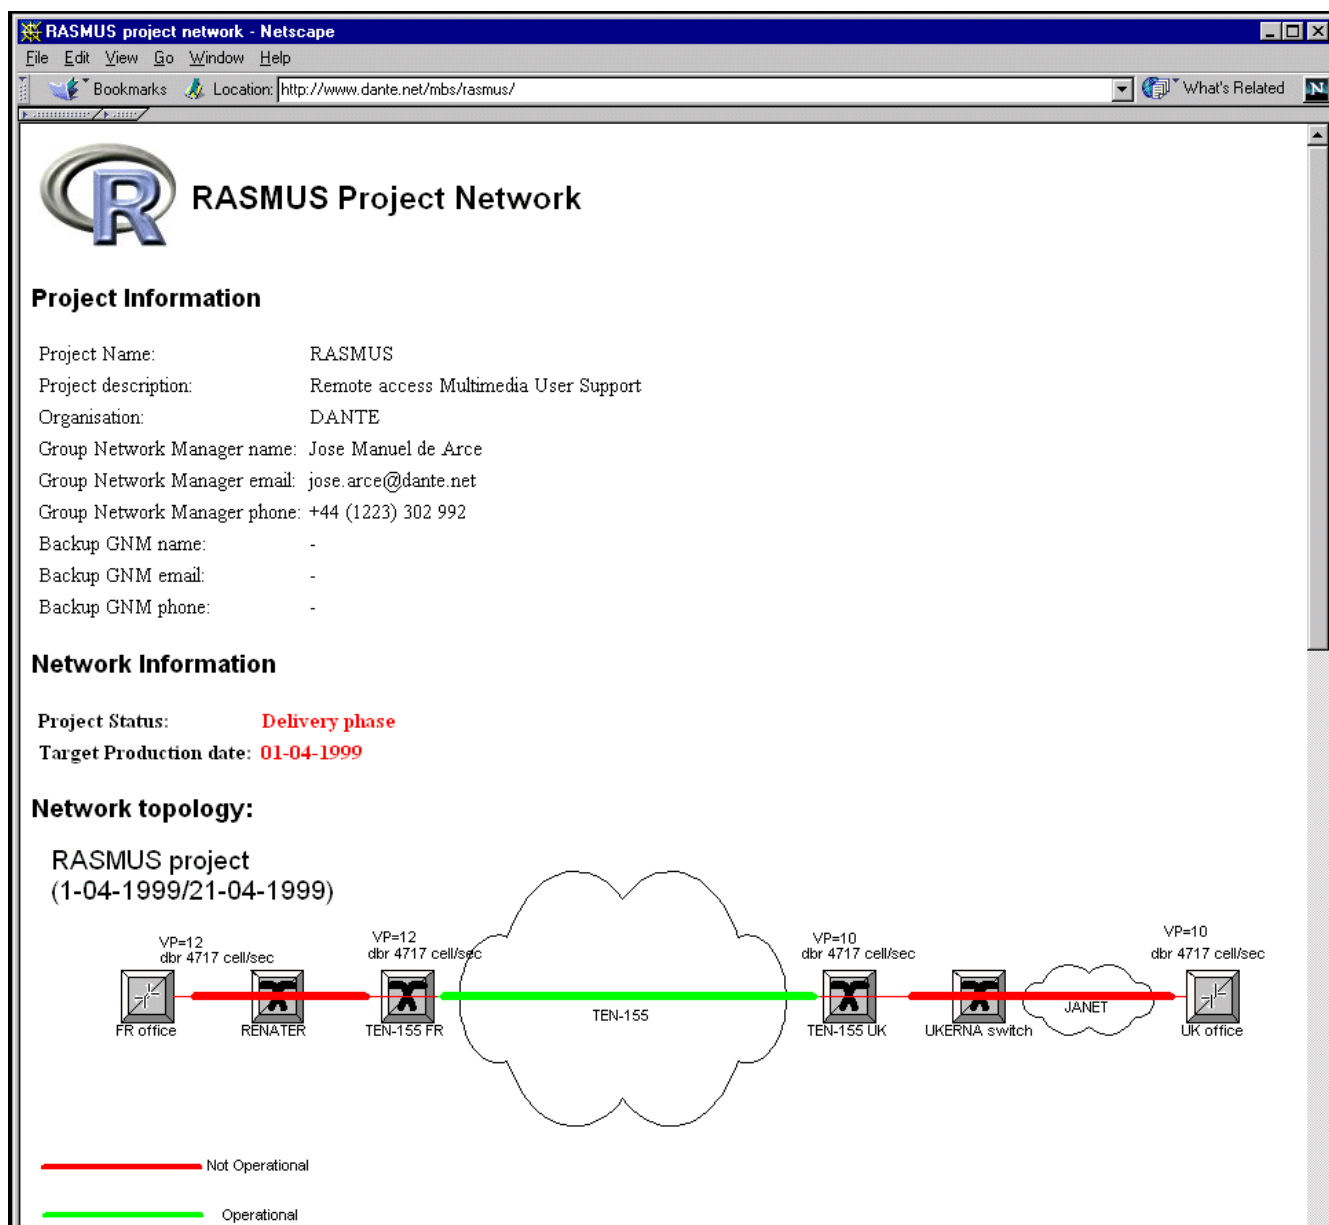 RASMUS project network - Netscape
File Edit View Go Window Help
Bookmarks Location: http://www.dante.net/mbs/rasmus/ What's Related N
R RASMUS Project Network
Project Information
Project Name: RASMUS
Project description: Remote access Multimedia User Support
Organisation: DANTE
Group Network Manager name: Jose Manuel de Arce
Group Network Manager email: jose.arce@dante.net
Group Network Manager phone: +44 (1223) 302 992
Backup GNM name: -
Backup GNM email: -
Backup GNM phone: -
Network Information
Project Status: Delivery phase
Target Production date: 01-04-1999
Network topology:
RASMUS project
(1-04-1999/21-04-1999)
VP=12 VP=12 VP=10 VP=10
dbr 4717 cell/sec dbr 4717 cell/sec dbr 4717 cell/sec dbr 4717 cell/sec
FR office RENATER TEN-155 FR TEN-155 TEN-155 UK UKERNA switch JANET UK office
Not Operational
Operational